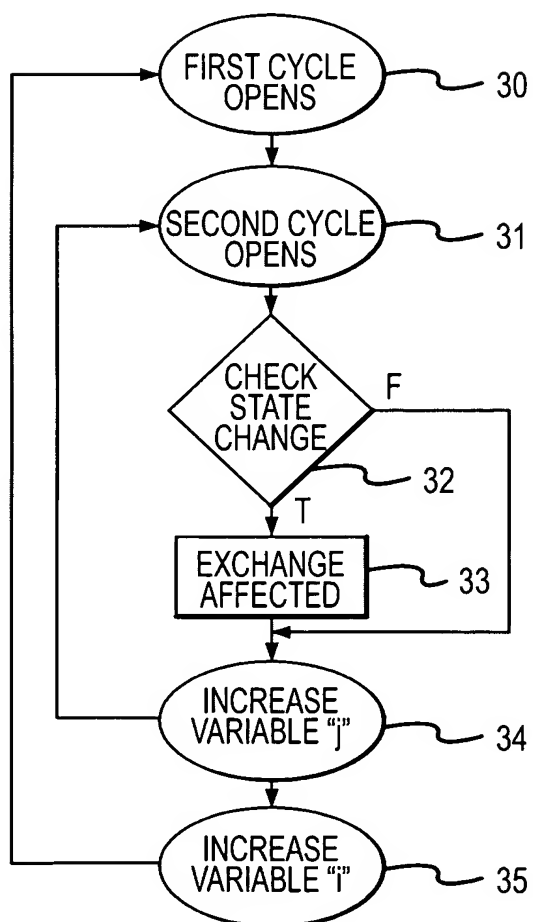 FIRST CYCLE
OPENS
30
SECOND CYCLE
OPENS
31
CHECK
STATE
CHANGE
F
32
T
EXCHANGE
AFFECTED
33
INCREASE
VARIABLE "j"
34
INCREASE
VARIABLE "i"
35